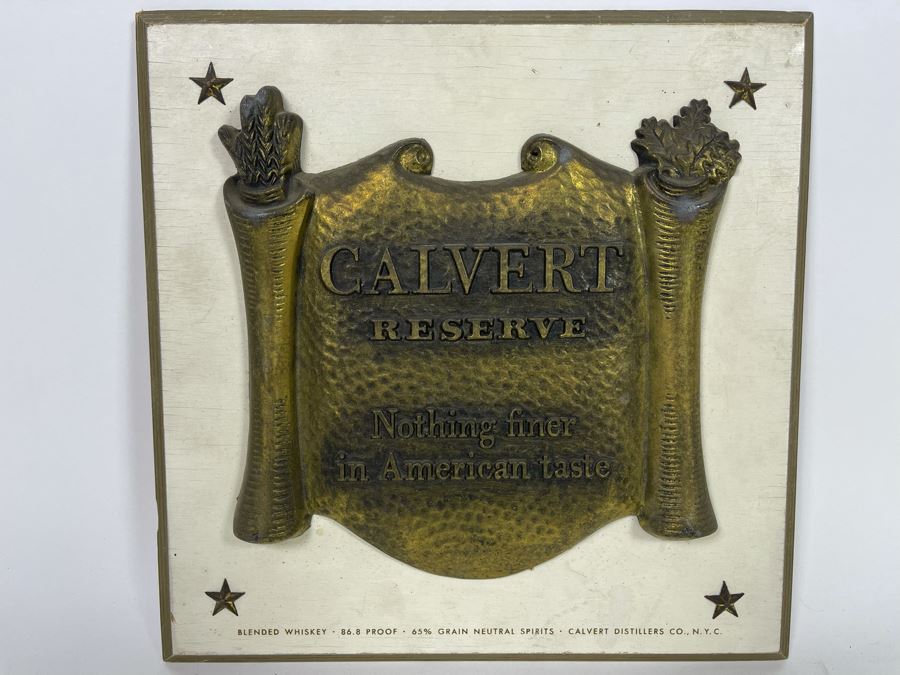 CALVERT
RESERVE
Nothing finer
in American taste
BLENDED WHISKEY · 86.8 PROOF · 65% GRAIN NEUTRAL SPIRITS · CALVERT DISTILLERS CO., N.Y.C.